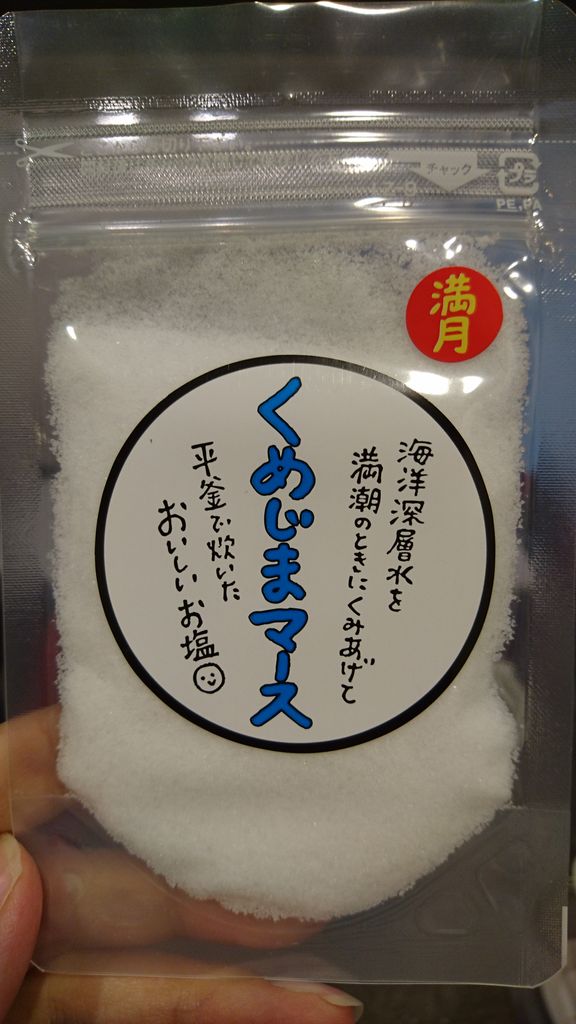 チャック
プラ
PE,PA
満月
海洋深層水を
満潮のときにくみあげて
くめじまマース
平釜で炊いた
おいしいお塩